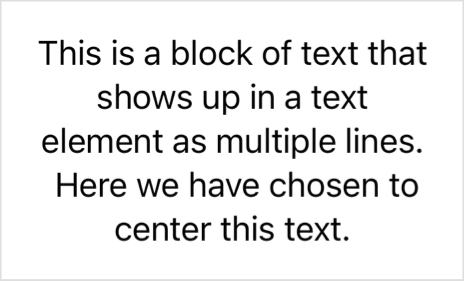 This is a block of text that
shows up in a text
element as multiple lines.
Here we have chosen to
center this text.